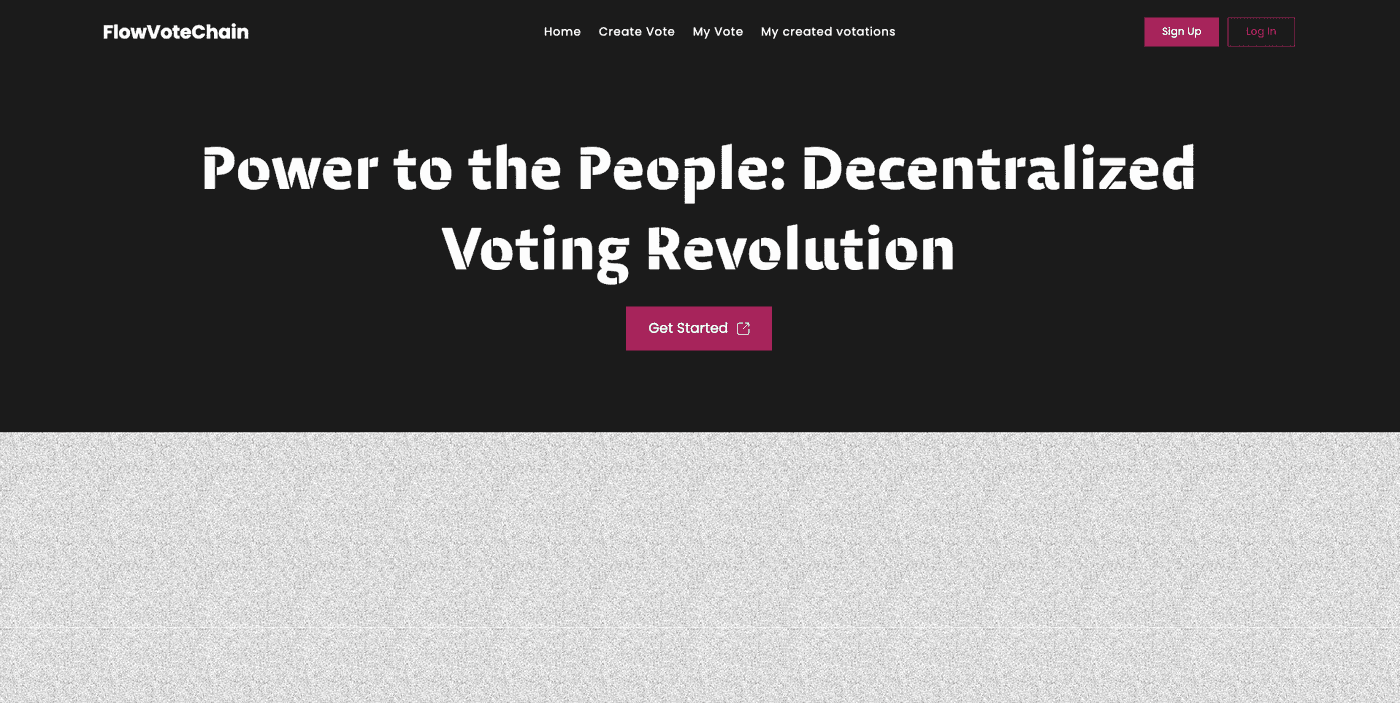 FlowVoteChain
Home Create Vote My Vote My created votations
Sign Up Log In
Power to the People: Decentralized
Voting Revolution
Get Started